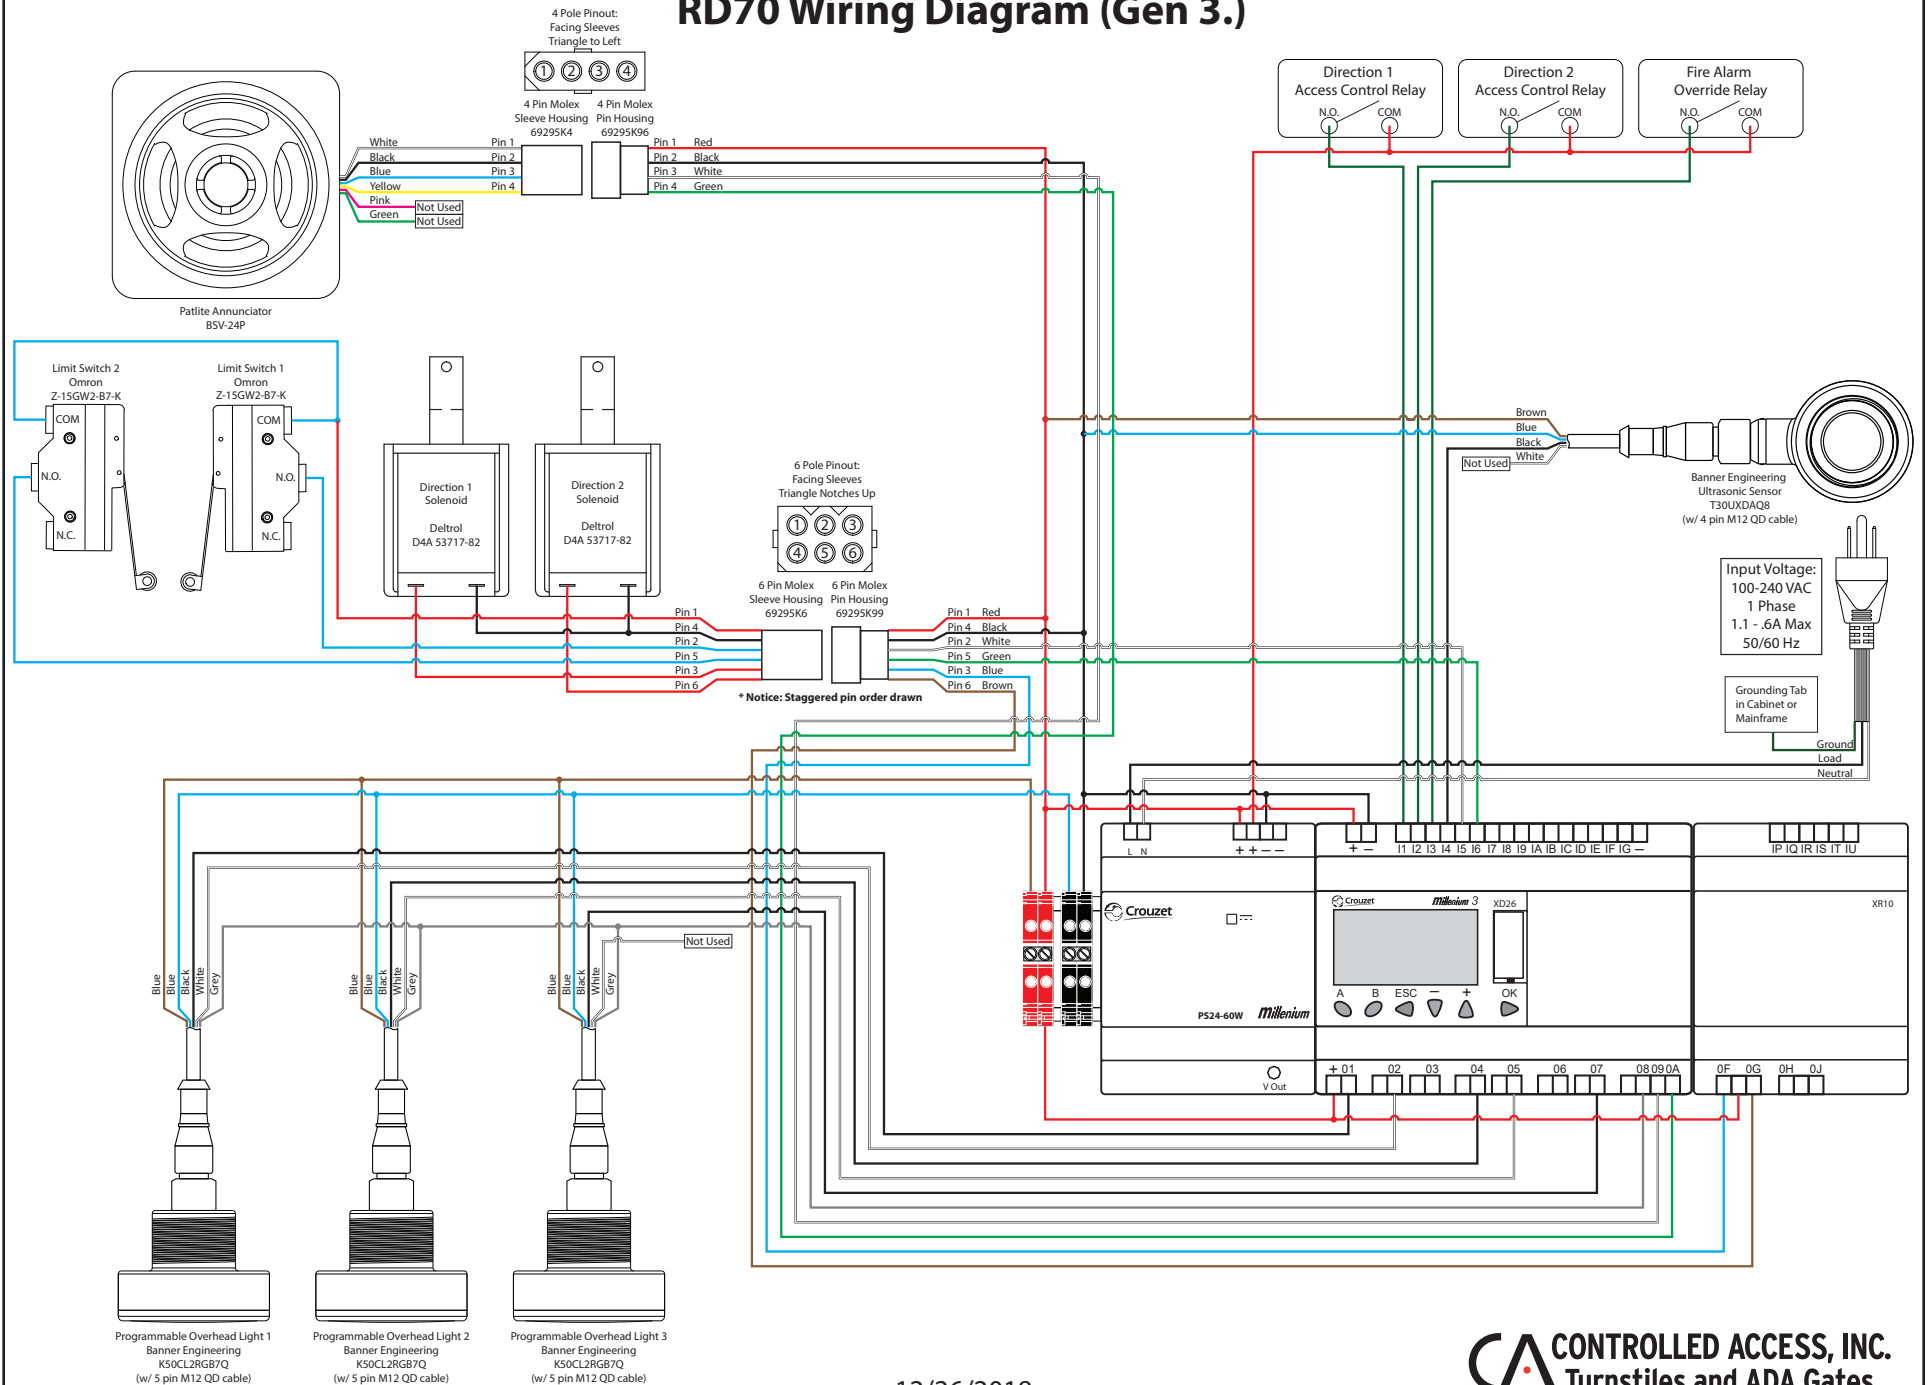 RD70 Wiring Diagram (Gen 3.)
4 Pole Pinout:
Facing Sleeves
Triangle to Left
1 2 3 4
4 Pin Molex
Sleeve Housing
69295K4
4 Pin Molex
Pin Housing
69295K96
White
Black
Blue
Yellow
Pink
Green
Not Used
Not Used
Pin 1
Pin 2
Pin 3
Pin 4
Pin 1 Red
Pin 2 Black
Pin 3 White
Pin 4 Green
Patlite Annunciator
BSV-24P
Direction 1
Access Control Relay
N.O. COM
Direction 2
Access Control Relay
N.O. COM
Fire Alarm
Override Relay
N.O. COM
Limit Switch 2
Omron
Z-15GW2-B7-K
COM
N.O.
N.C.
Limit Switch 1
Omron
Z-15GW2-B7-K
COM
N.O.
N.C.
Direction 1
Solenoid
Deltrol
D4A 53717-82
Direction 2
Solenoid
Deltrol
D4A 53717-82
6 Pole Pinout:
Facing Sleeves
Triangle Notches Up
1 2 3
4 5 6
6 Pin Molex
Sleeve Housing
69295K6
6 Pin Molex
Pin Housing
69295K99
Pin 1
Pin 4
Pin 2
Pin 5
Pin 3
Pin 6
Pin 1 Red
Pin 4 Black
Pin 2 White
Pin 5 Green
Pin 3 Blue
Pin 6 Brown
* Notice: Staggered pin order drawn
Brown
Blue
Black
White
Not Used
Banner Engineering
Ultrasonic Sensor
T30UXDAQ8
(w/ 4 pin M12 QD cable)
Input Voltage:
100-240 VAC
1 Phase
1.1 - .6A Max
50/60 Hz
Grounding Tab
in Cabinet or
Mainframe
Ground
Load
Neutral
L N
+ + — —
+ —
I1 I2 I3 I4 I5 I6 I7 I8 I9 IA IB IC ID IE IF IG —
IP IQ IR IS IT IU
Crouzet
PS24-60W Millenium
V Out
Crouzet Millenium 3 XD26
A B ESC — + OK
XR10
+ 01 02 03 04 05 06 07 08 09 0A
0F 0G 0H 0J
Not Used
Blue
Blue
Black
White
Grey
Blue
Blue
Black
White
Grey
Blue
Blue
Black
White
Grey
Programmable Overhead Light 1
Banner Engineering
K50CL2RGB7Q
(w/ 5 pin M12 QD cable)
Programmable Overhead Light 2
Banner Engineering
K50CL2RGB7Q
(w/ 5 pin M12 QD cable)
Programmable Overhead Light 3
Banner Engineering
K50CL2RGB7Q
(w/ 5 pin M12 QD cable)
12/26/2018
CA CONTROLLED ACCESS, INC.
Turnstiles and ADA Gates